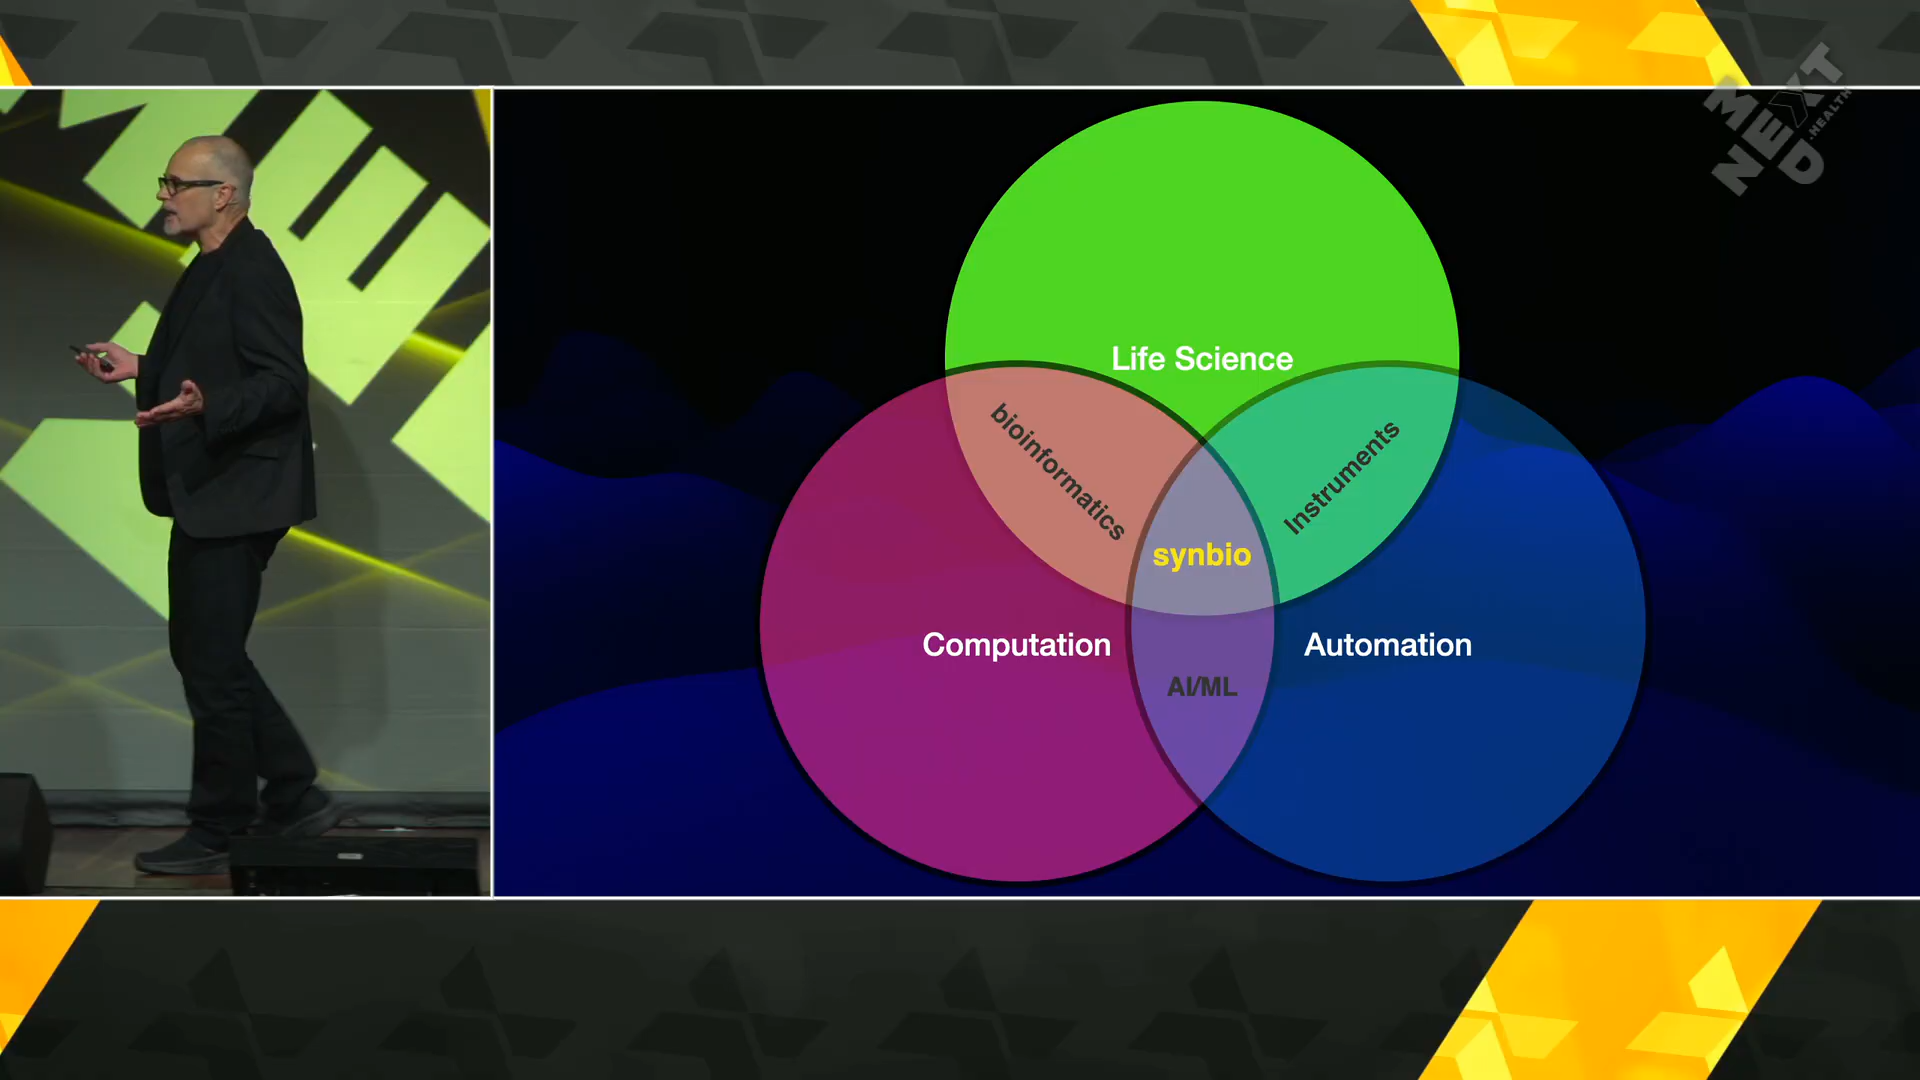 NEXT
MED
.HEALTH
Life Science
bioinformatics
Instruments
synbio
Computation
Automation
AI/ML